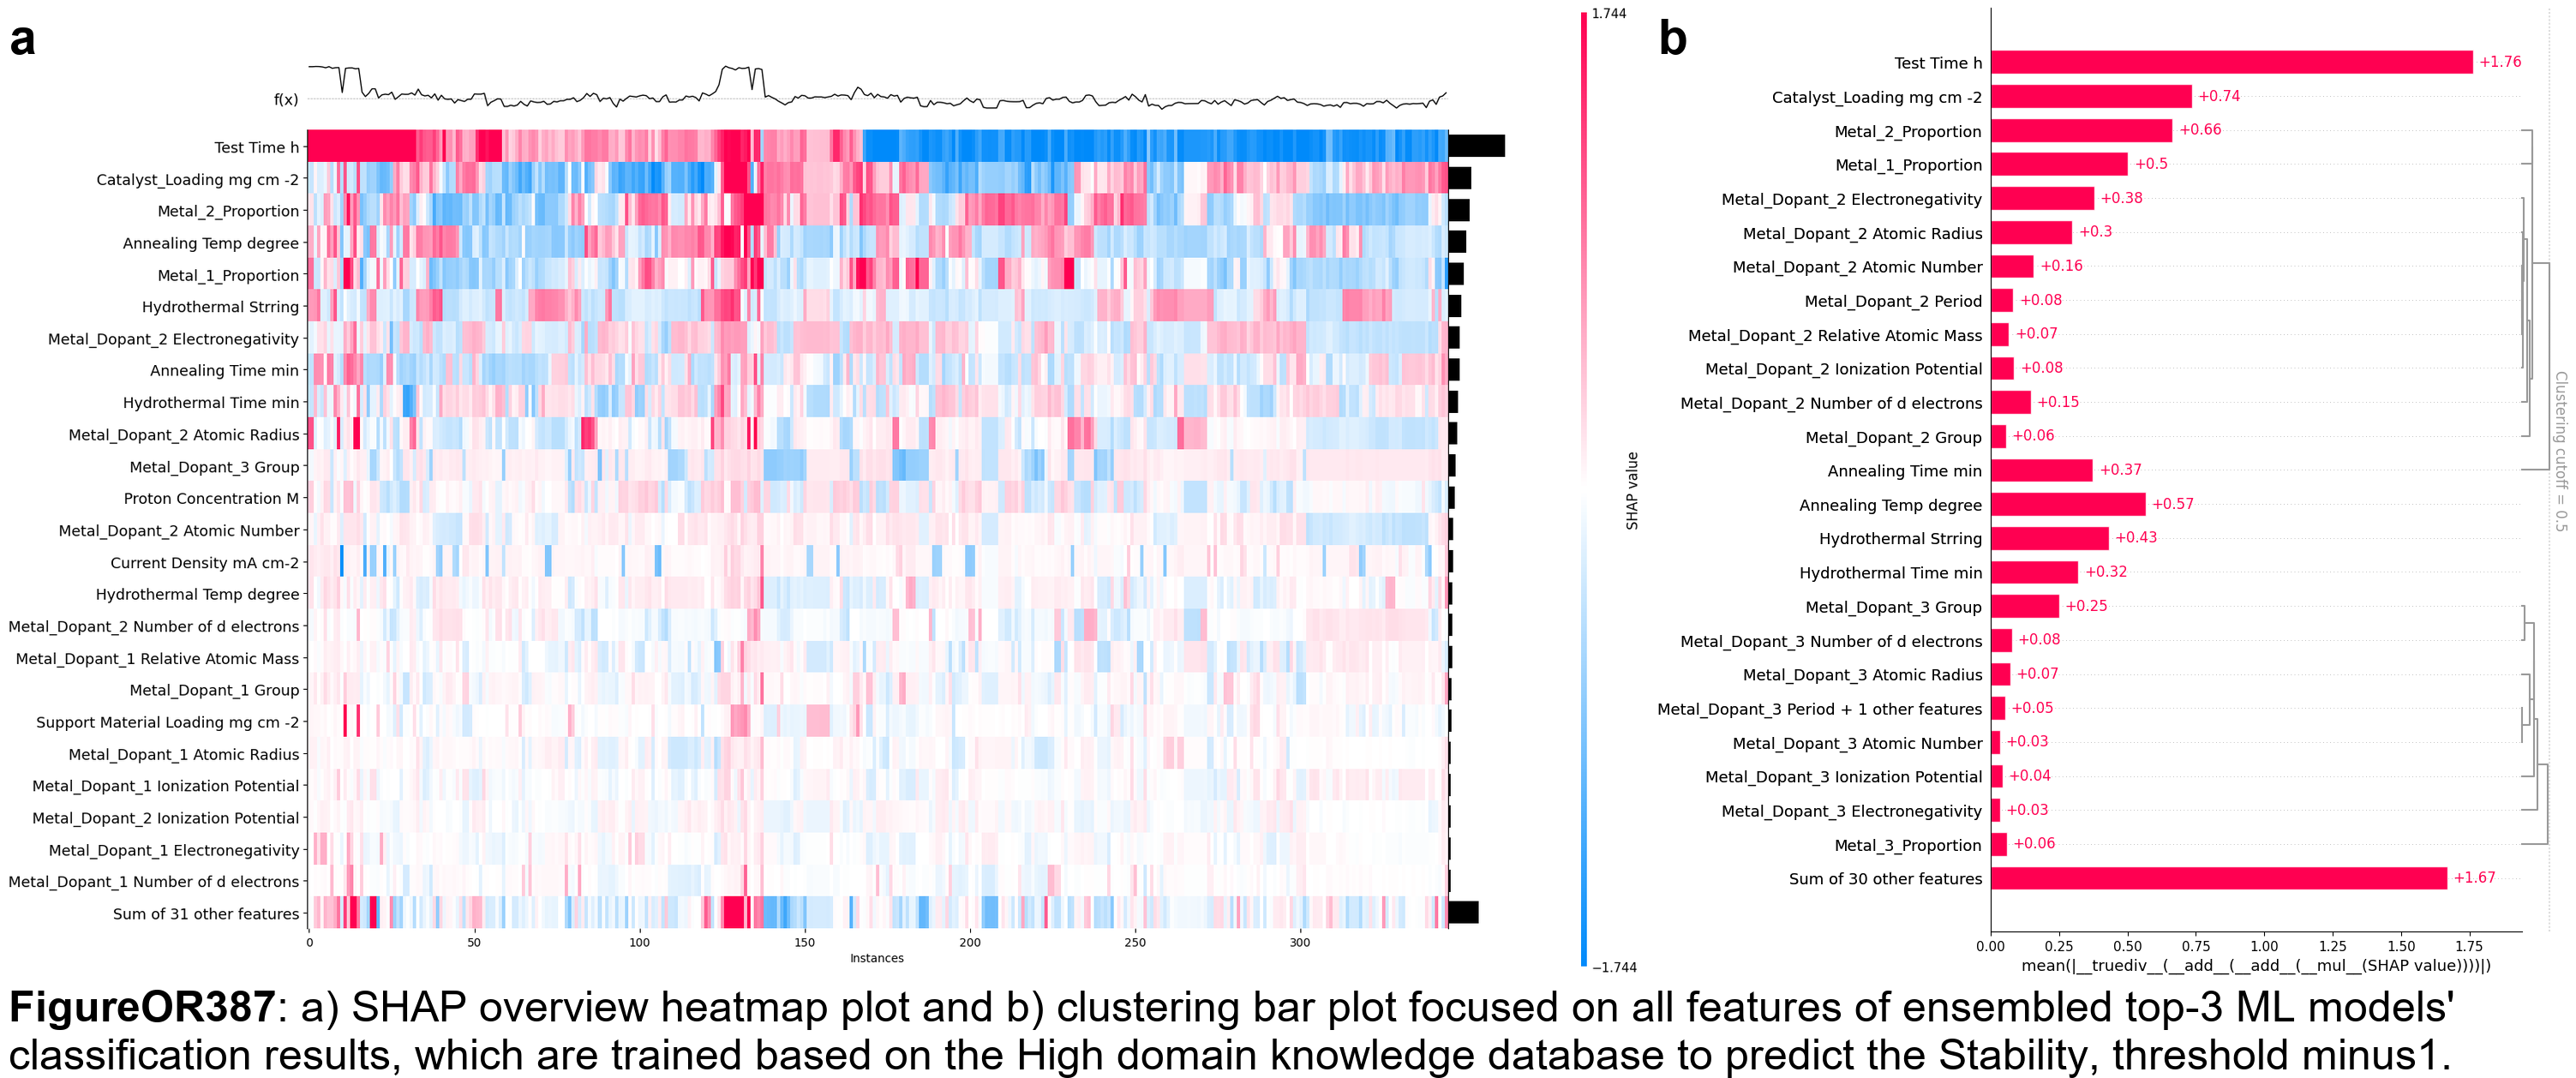 a
f(x)
Test Time h
Catalyst_Loading mg cm -2
Metal_2_Proportion
Annealing Temp degree
Metal_1_Proportion
Hydrothermal Strring
Metal_Dopant_2 Electronegativity
Annealing Time min
Hydrothermal Time min
Metal_Dopant_2 Atomic Radius
Metal_Dopant_3 Group
Proton Concentration M
Metal_Dopant_2 Atomic Number
Current Density mA cm-2
Hydrothermal Temp degree
Metal_Dopant_2 Number of d electrons
Metal_Dopant_1 Relative Atomic Mass
Metal_Dopant_1 Group
Support Material Loading mg cm -2
Metal_Dopant_1 Atomic Radius
Metal_Dopant_1 Ionization Potential
Metal_Dopant_2 Ionization Potential
Metal_Dopant_1 Electronegativity
Metal_Dopant_1 Number of d electrons
Sum of 31 other features
0 50 100 150 200 250 300
Instances
1.744
SHAP value
−1.744
b
Test Time h +1.76
Catalyst_Loading mg cm -2 +0.74
Metal_2_Proportion +0.66
Metal_1_Proportion +0.5
Metal_Dopant_2 Electronegativity +0.38
Metal_Dopant_2 Atomic Radius +0.3
Metal_Dopant_2 Atomic Number +0.16
Metal_Dopant_2 Period +0.08
Metal_Dopant_2 Relative Atomic Mass +0.07
Metal_Dopant_2 Ionization Potential +0.08
Metal_Dopant_2 Number of d electrons +0.15
Metal_Dopant_2 Group +0.06
Annealing Time min +0.37
Annealing Temp degree +0.57
Hydrothermal Strring +0.43
Hydrothermal Time min +0.32
Metal_Dopant_3 Group +0.25
Metal_Dopant_3 Number of d electrons +0.08
Metal_Dopant_3 Atomic Radius +0.07
Metal_Dopant_3 Period + 1 other features +0.05
Metal_Dopant_3 Atomic Number +0.03
Metal_Dopant_3 Ionization Potential +0.04
Metal_Dopant_3 Electronegativity +0.03
Metal_3_Proportion +0.06
Sum of 30 other features +1.67
0.00 0.25 0.50 0.75 1.00 1.25 1.50 1.75
mean(|__truediv__(__add__(__add__(__mul__(SHAP value))))|)
Clustering cutoff = 0.5
FigureOR387: a) SHAP overview heatmap plot and b) clustering bar plot focused on all features of ensembled top-3 ML models'
classification results, which are trained based on the High domain knowledge database to predict the Stability, threshold minus1.